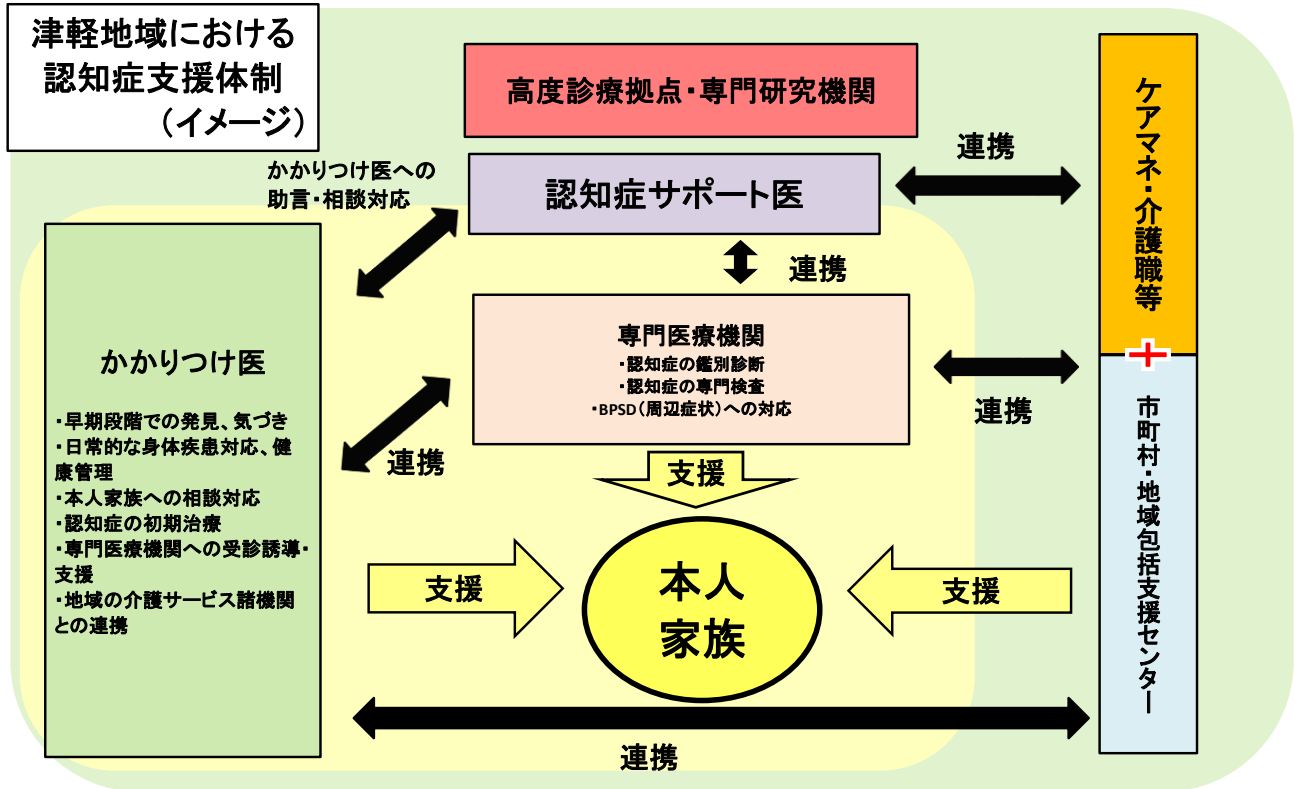 津軽地域における
認知症支援体制
（イメージ）
高度診療拠点・専門研究機関
かかりつけ医への
助言・相談対応
認知症サポート医
連携
連携
ケアマネ・介護職等
＋
市町村・地域包括支援センター
かかりつけ医
・早期段階での発見、気づき
・日常的な身体疾患対応、健
康管理
・本人家族への相談対応
・認知症の初期治療
・専門医療機関への受診誘導・
支援
・地域の介護サービス諸機関
との連携
専門医療機関
・認知症の鑑別診断
・認知症の専門検査
・BPSD（周辺症状）への対応
連携
連携
支援
支援
本人
家族
支援
連携